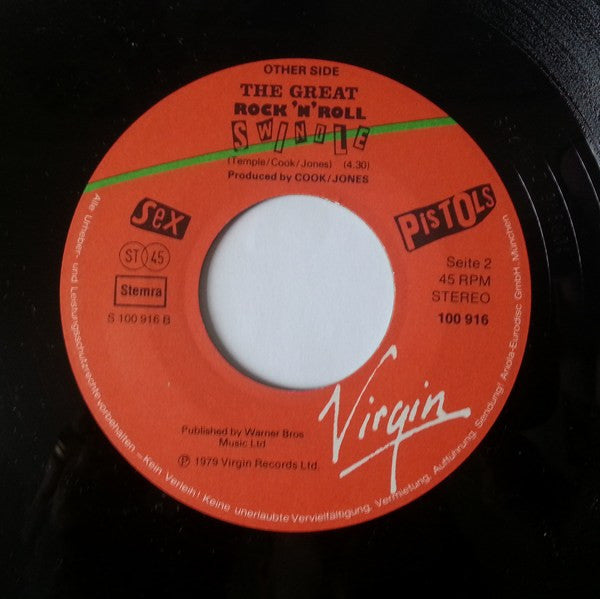 OTHER SIDE
THE GREAT
ROCK 'N' ROLL
SWINDLE
(Temple/Cook/Jones) (4.30)
Produced by COOK/JONES
SEX
PISTOLS
ST 45
Stemra
S 100 916 B
Seite 2
45 RPM
STEREO
100 916
Virgin
Published by Warner Bros
Music Ltd
℗ 1979 Virgin Records Ltd.
Alle Urheber- und Leistungsschutzrechte vorbehalten – Kein Verleih! Keine unerlaubte Vervielfältigung, Vermietung, Aufführung, Sendung! Ariola-Eurodisc GmbH, München